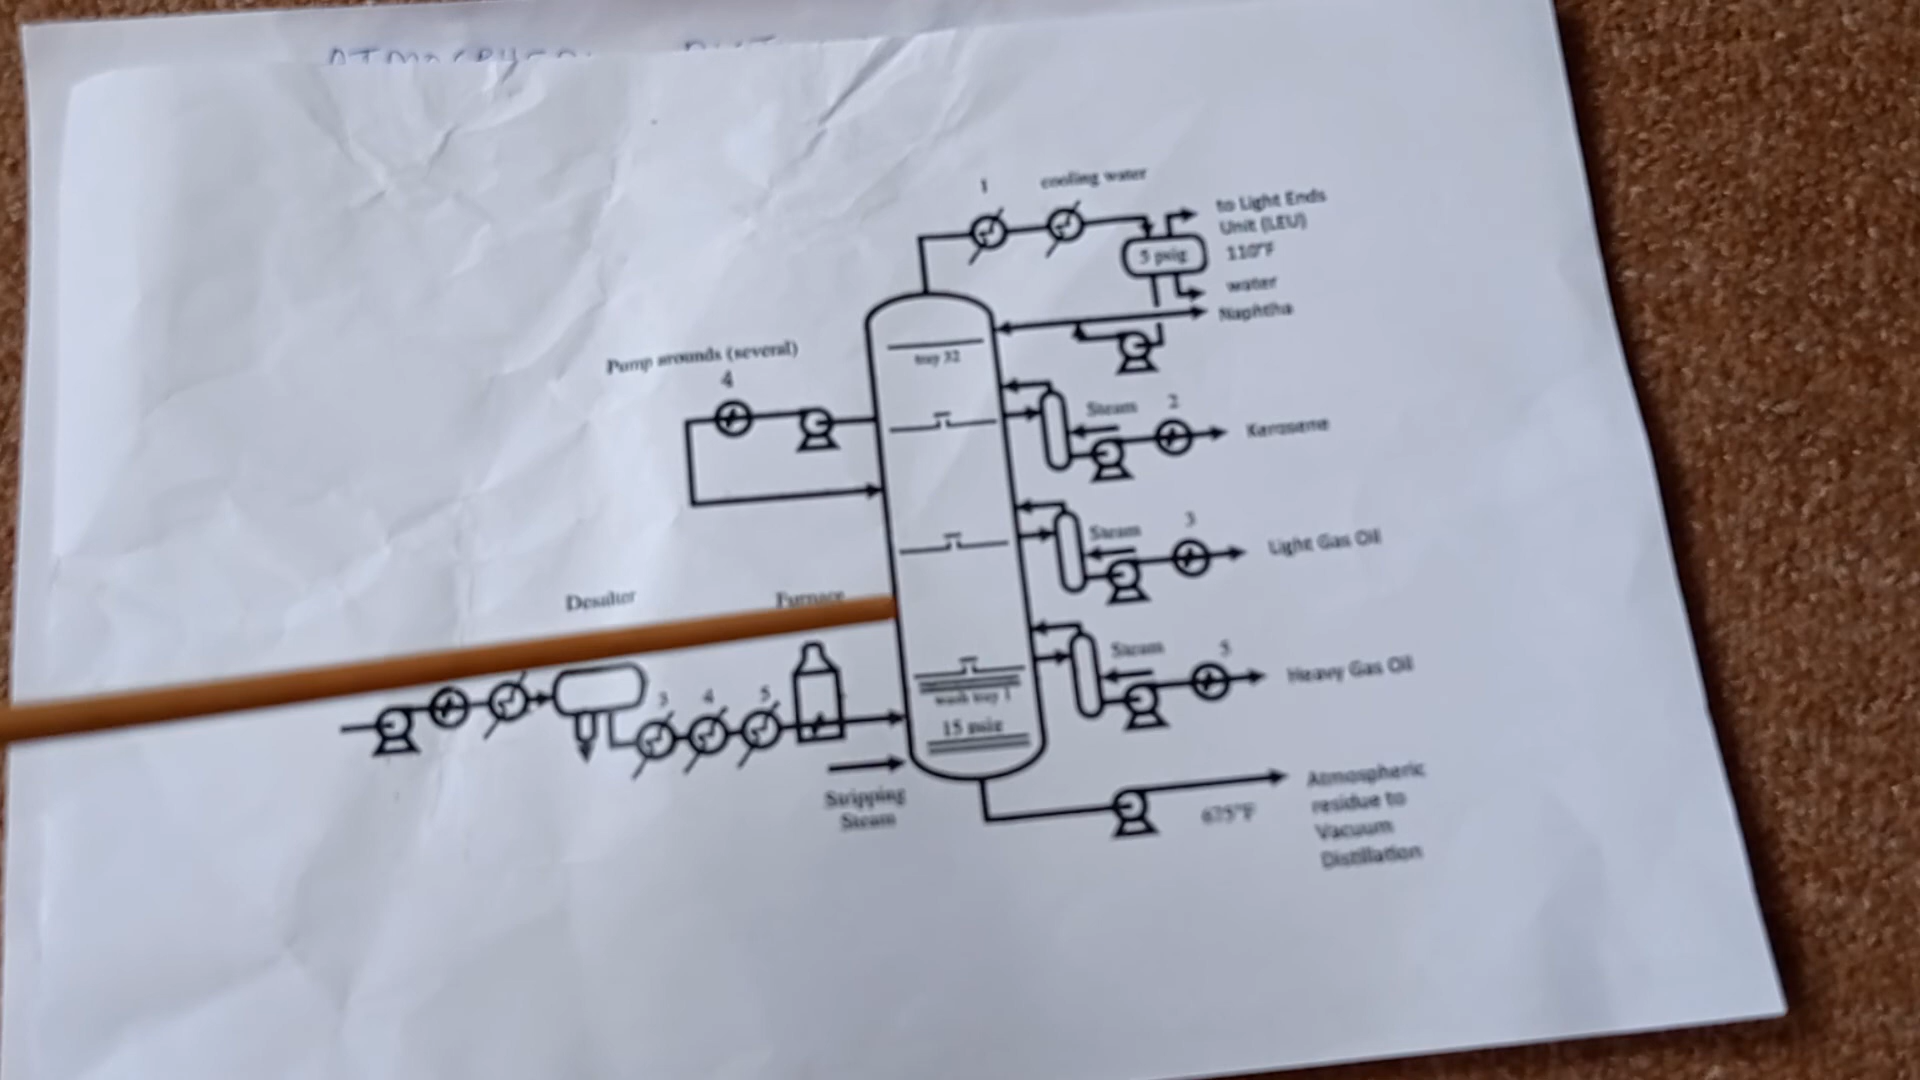 1
cooling water
to Light Ends
Unit (LEU)
5 psig
110°F
water
Naphtha
tray 32
Pump arounds (several)
4
Steam
2
Kerosene
Steam
3
Light Gas Oil
Desalter
Furnace
3
4
5
wash tray 1
15 psig
Steam
5
Heavy Gas Oil
Stripping
Steam
675°F
Atmospheric
residue to
Vacuum
Distillation